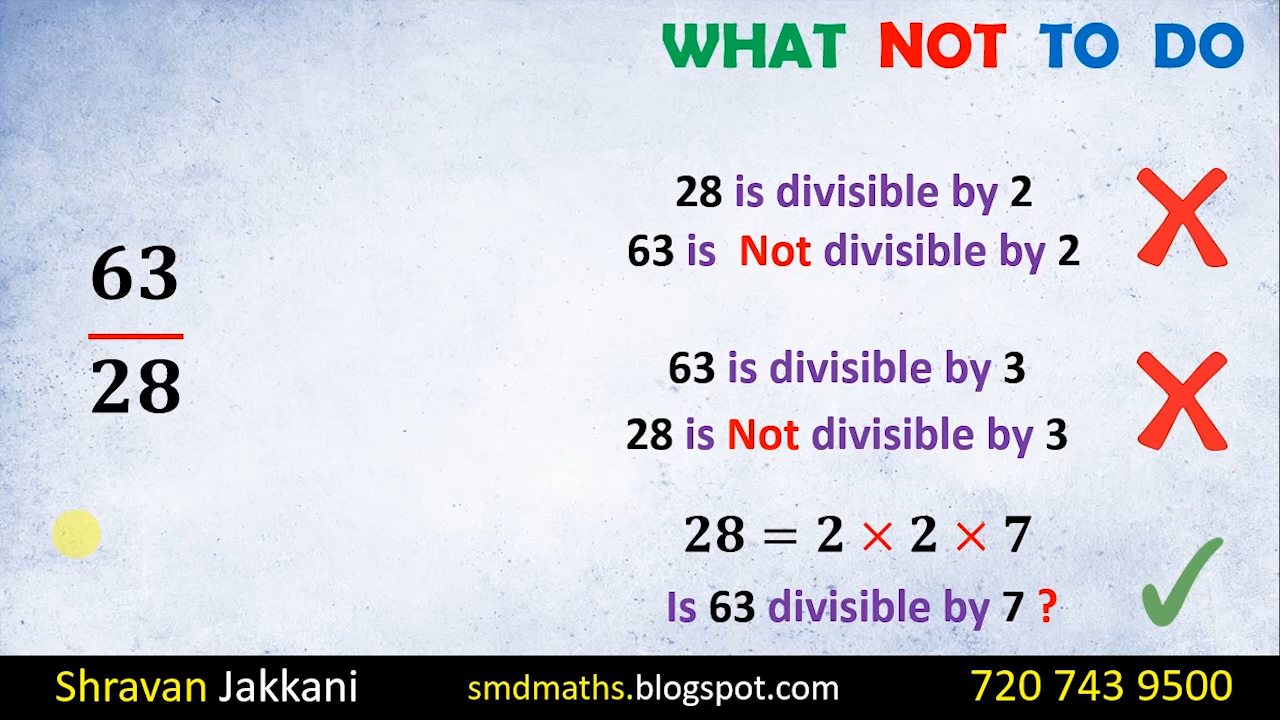 WHAT NOT TO DO
28 is divisible by 2
63 is Not divisible by 2
63
28
63 is divisible by 3
28 is Not divisible by 3
28 = 2 × 2 × 7
Is 63 divisible by 7 ?
Shravan Jakkani
smdmaths.blogspot.com
720 743 9500